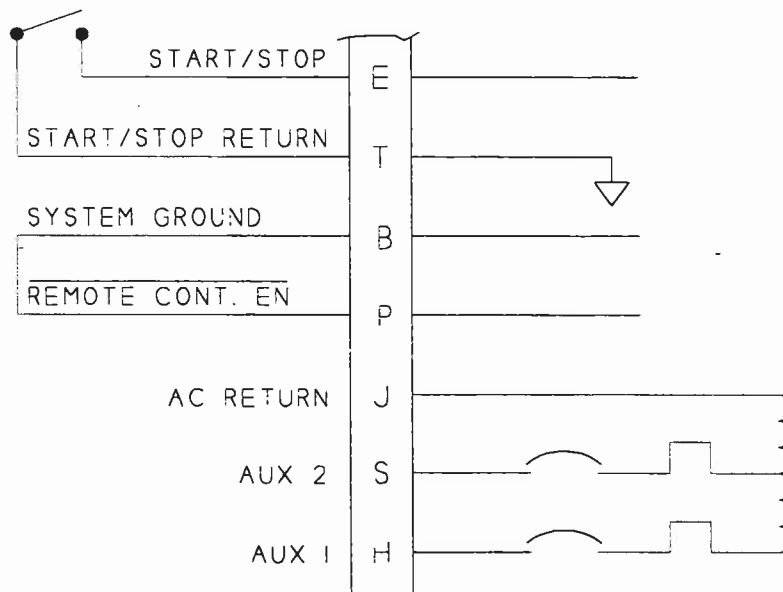 START/STOP E
START/STOP RETURN T
SYSTEM GROUND B
REMOTE CONT. EN P
AC RETURN J
AUX 2 S
AUX 1 H